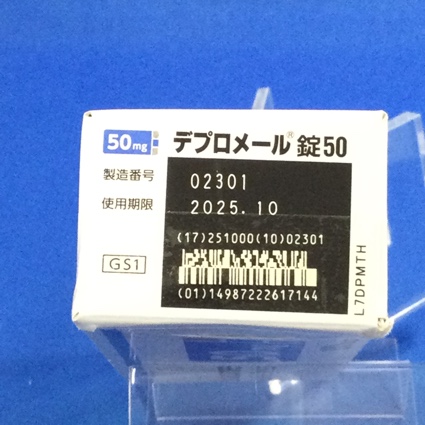 50mg デプロメール®錠50
製造番号 02301
使用期限 2025.10
(17)251000(10)02301
GS1
(01)14987222617144
L7DPMTH